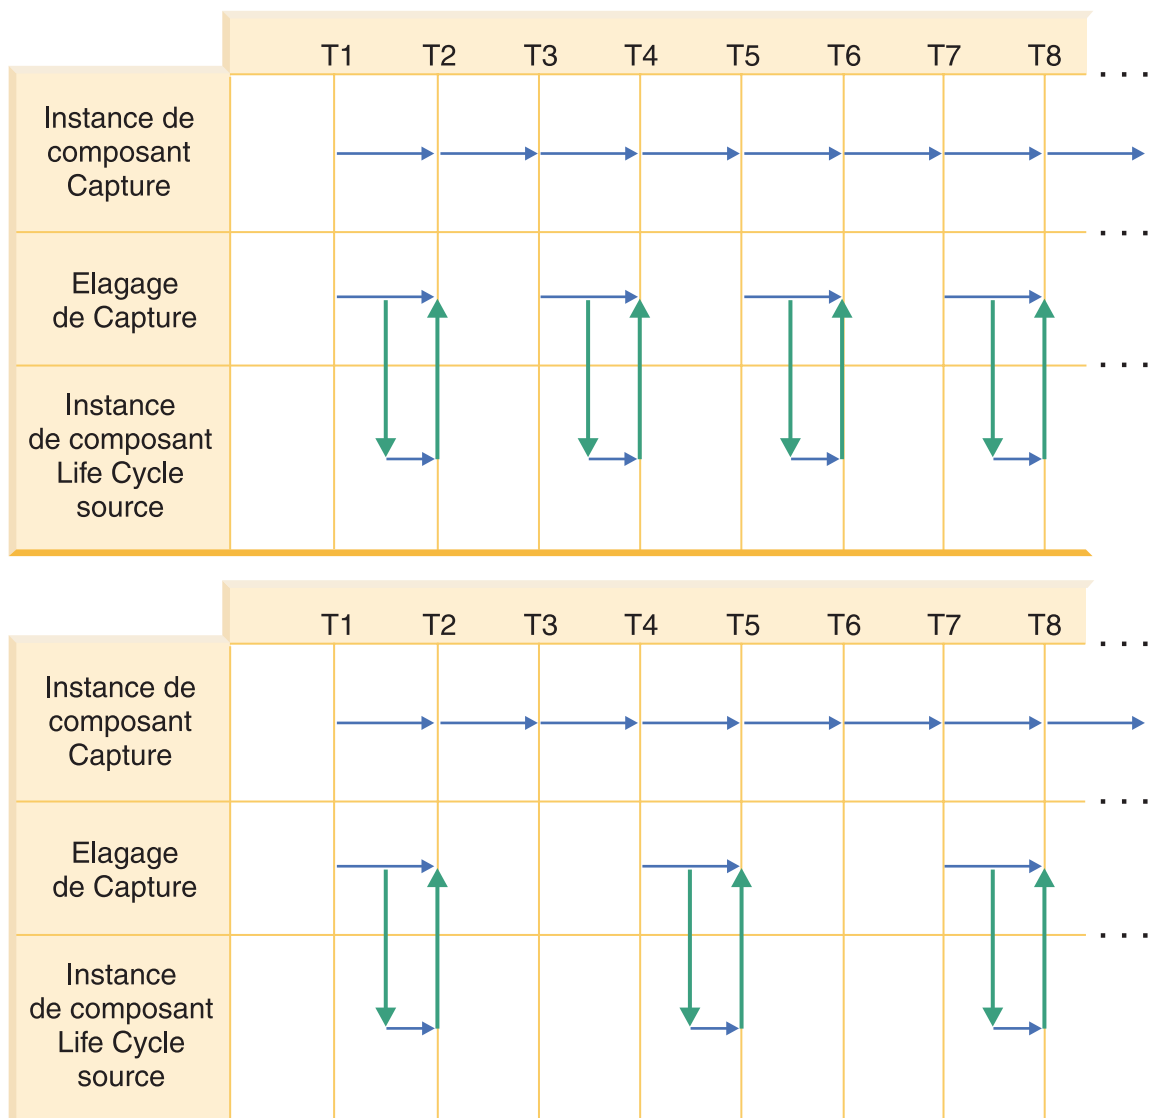 T1 T2 T3 T4 T5 T6 T7 T8
. . .
Instance de
composant
Capture
. . .
Elagage
de Capture
. . .
Instance
de composant
Life Cycle
source
T1 T2 T3 T4 T5 T6 T7 T8
. . .
Instance de
composant
Capture
. . .
Elagage
de Capture
. . .
Instance
de composant
Life Cycle
source